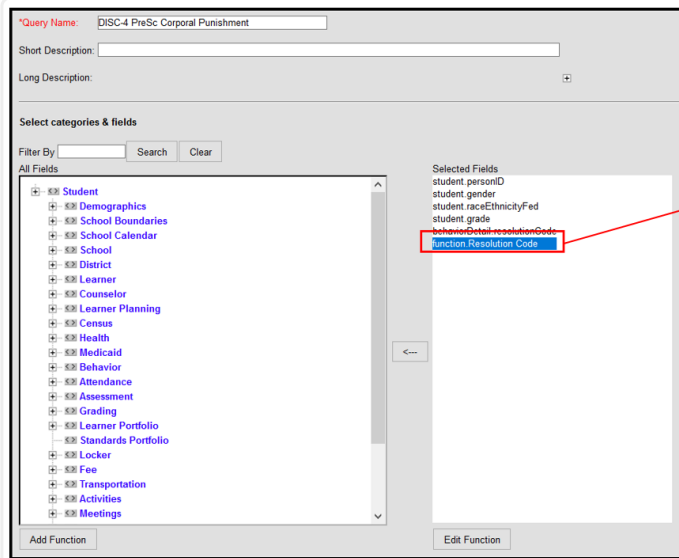 *Query Name: DISC-4 PreSc Corporal Punishment
Short Description:
Long Description:
Select categories & fields
Filter By Search Clear
All Fields
Student
Demographics
School Boundaries
School Calendar
School
District
Learner
Counselor
Learner Planning
Census
Health
Medicaid
Behavior
Attendance
Assessment
Grading
Learner Portfolio
Standards Portfolio
Locker
Fee
Transportation
Activities
Meetings
Add Function
<---
Selected Fields
student.personID
student.gender
student.raceEthnicityFed
student.grade
behaviorDetail.resolutionCode
function.Resolution Code
Edit Function